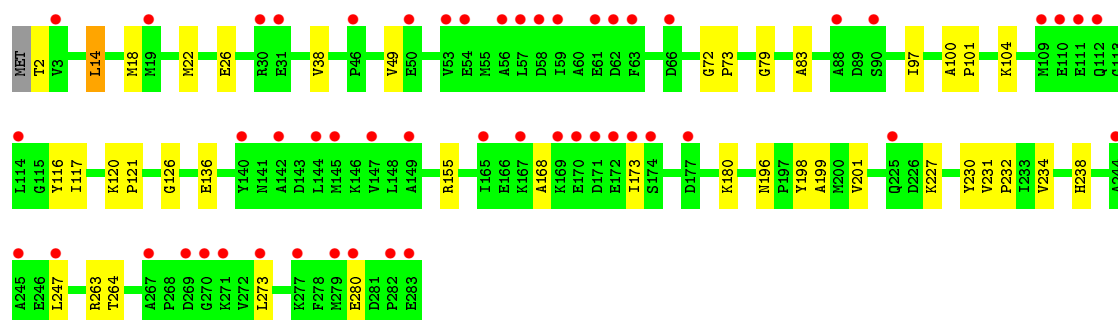 MET T2 V3 L14 M18 M19 M22 E26 R30 E31 V38 P46 V49 E50 V53 E54 M55 A56 L57 D58 I59 A60 E61 D62 F63 D66 G72 P73 G79 A83 A88 D89 S90 I97 A100 P101 K104 M109 E110 E111 Q112
L114 G115 Y116 I117 K120 P121 G126 E136 Y140 N141 A142 D143 L144 M145 K146 V147 L148 A149 R155 I165 E166 K167 A168 K169 E170 D171 E172 I173 S174 D177 K180 N196 P197 Y198 A199 M200 V201 Q225 D226 K227 Y230 V231 P232 I233 V234 H238
A245 E246 L247 R263 T264 A267 P268 D269 G270 K271 V272 L273 K277 F278 M279 E280 D281 P282 E283